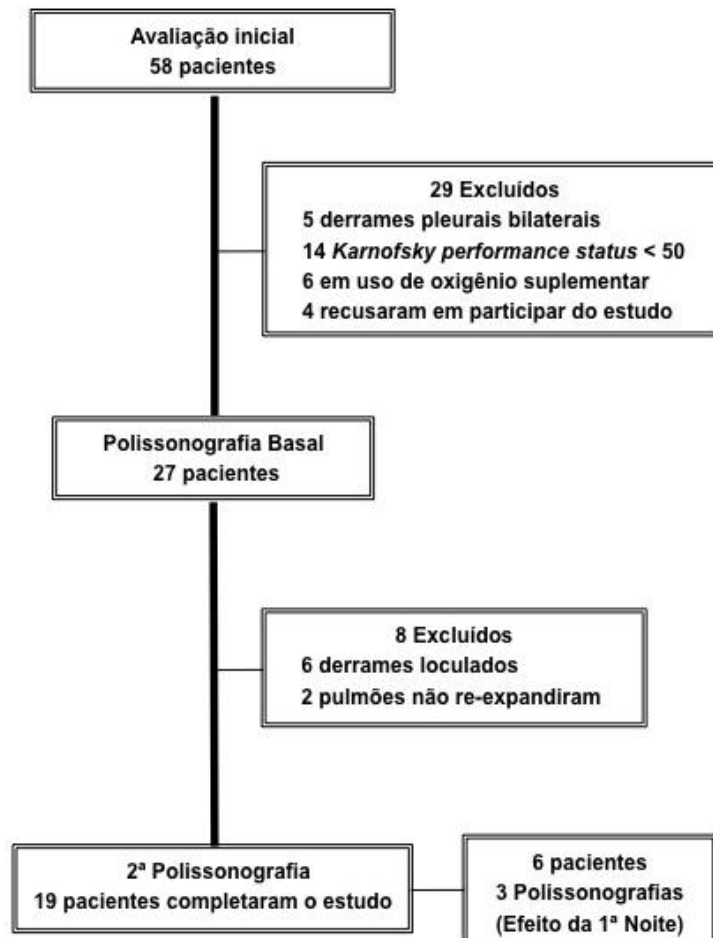 Avaliação inicial
58 pacientes
29 Excluídos
5 derrames pleurais bilaterais
14 Karnofsky performance status < 50
6 em uso de oxigênio suplementar
4 recusaram em participar do estudo
Polissonografia Basal
27 pacientes
8 Excluídos
6 derrames loculados
2 pulmões não re-expandiram
2ª Polissonografia
19 pacientes completaram o estudo
6 pacientes
3 Polissonografias
(Efeito da 1ª Noite)